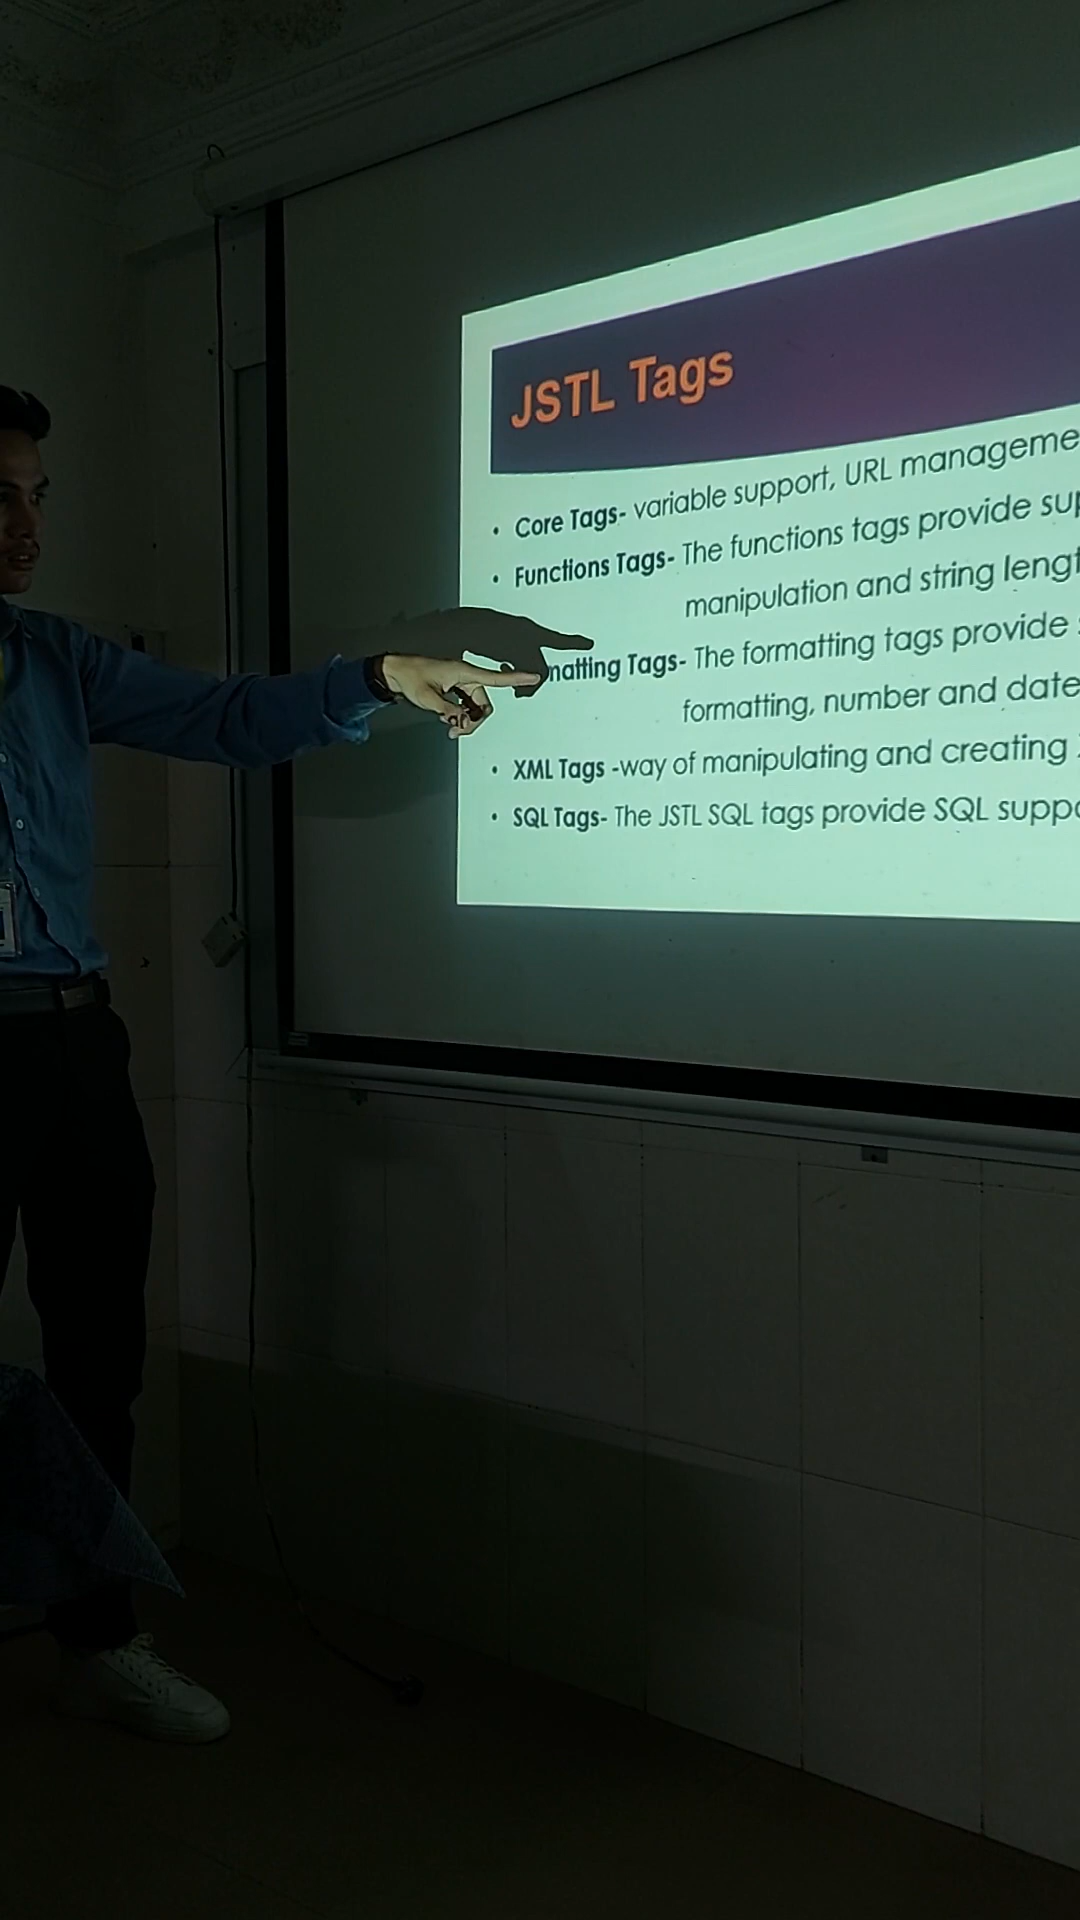 JSTL Tags
• Core Tags- variable support, URL manageme
• Functions Tags- The functions tags provide sup
manipulation and string lengt
matting Tags- The formatting tags provide
formatting, number and date
• XML Tags -way of manipulating and creating
• SQL Tags- The JSTL SQL tags provide SQL suppo